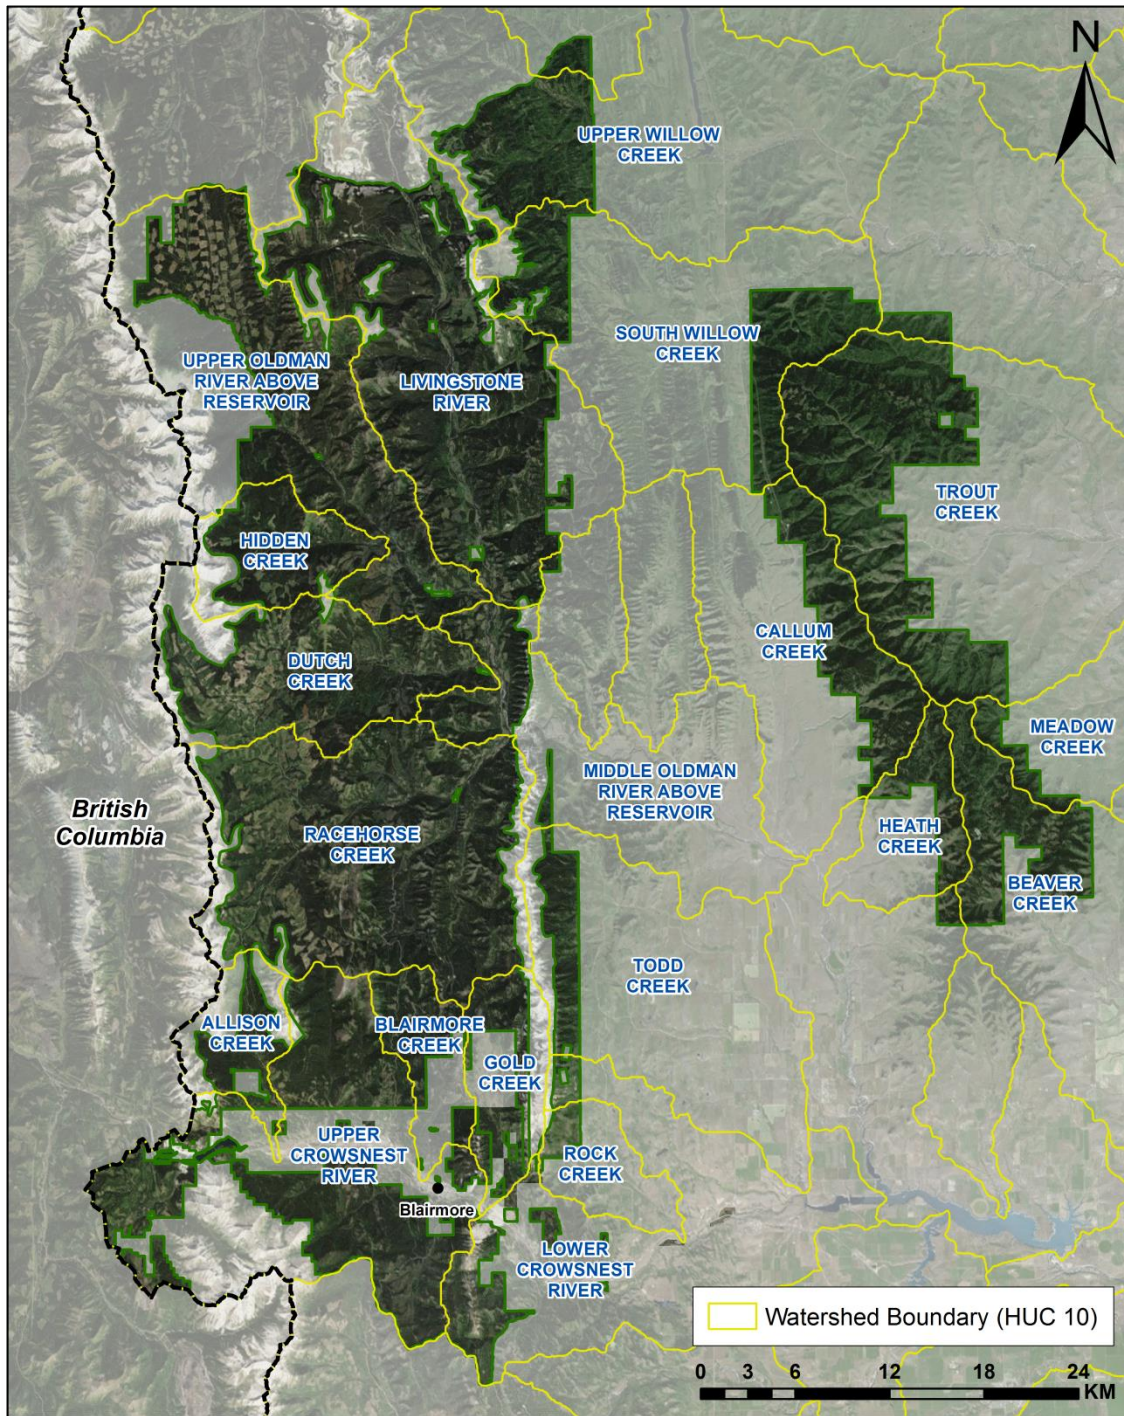 N
UPPER WILLOW
CREEK
SOUTH WILLOW
CREEK
UPPER OLDMAN
RIVER ABOVE
RESERVOIR
LIVINGSTONE
RIVER
TROUT
CREEK
HIDDEN
CREEK
CALLUM
CREEK
DUTCH
CREEK
MEADOW
CREEK
MIDDLE OLDMAN
RIVER ABOVE
RESERVOIR
British
Columbia
RACEHORSE
CREEK
HEATH
CREEK
BEAVER
CREEK
TODD
CREEK
ALLISON
CREEK
BLAIRMORE
CREEK
GOLD
CREEK
UPPER
CROWSNEST
RIVER
ROCK
CREEK
Blairmore
LOWER
CROWSNEST
RIVER
Watershed Boundary (HUC 10)
0 3 6 12 18 24
KM